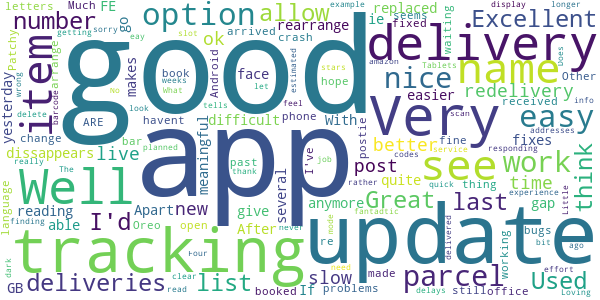 letters Much FE option allow go ie seems replaced Excellent
number rearrange ok arrived crash fixed display longer
Parchy item good delivery waiting
arrange makes Android book face weeks estimated What let hope amazon Tablets Does Other
yesterday wrong barcode No tells stars nice name
change ARE look feel phone easier redelivery received info
delete bar havent difficult With postie scan addresses
disappears live meaningful very easy
really The planned past thank job I've better fine service codes responding fixes
Well app see work think
language I'd Apart new several post quite quick thing time experience gap Little
reading able give anymore Great last bugs
finding Oreo open After never fantastic rather delivered bit ago
tracking update working
dark Four re mode need made parcel effort
GB deliveries list slow delays still office Used
clear read booked If problems Loving
getting Sorry eay slot example